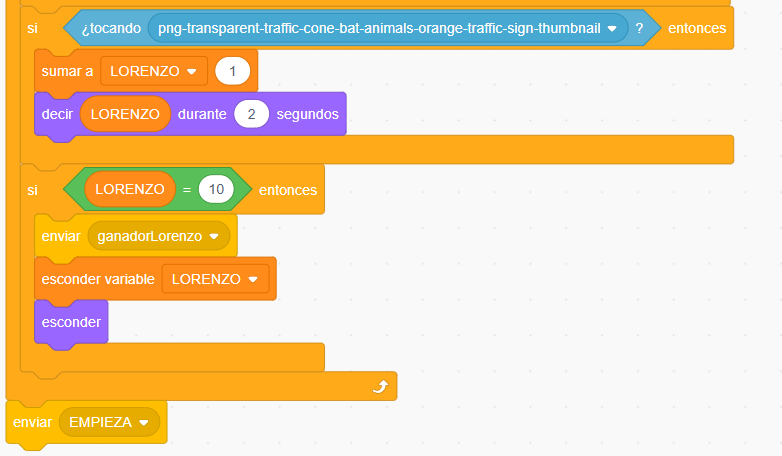 si ¿tocando png-transparent-traffic-cone-bat-animals-orange-traffic-sign-thumbnail ? entonces
sumar a LORENZO 1
decir LORENZO durante 2 segundos
si LORENZO = 10 entonces
enviar ganadorLorenzo
esconder variable LORENZO
esconder
enviar EMPIEZA